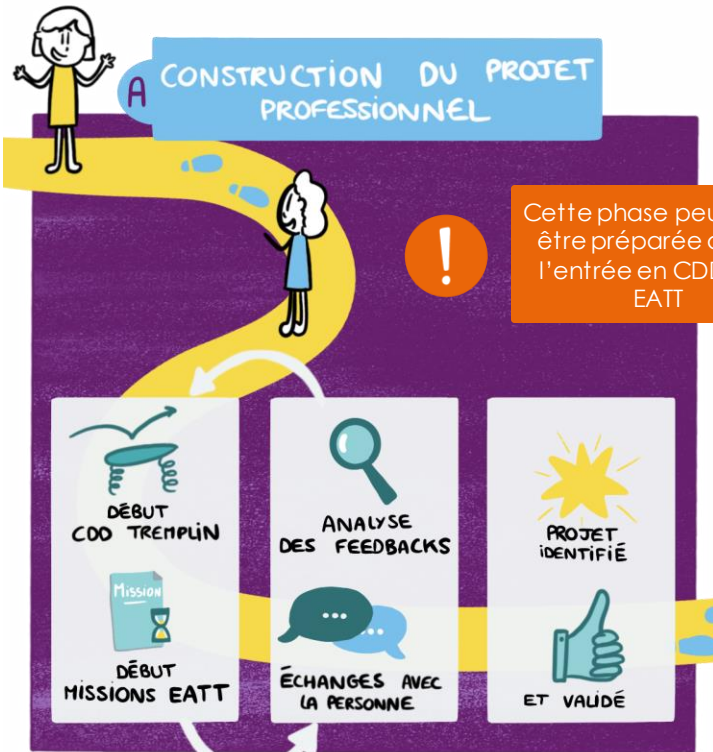 A
CONSTRUCTION DU PROJET
PROFESSIONNEL
!
Cette phase peu
être préparée
l'entrée en CD
EATT
DÉBUT
CDD TREMPLIN
Mission
DÉBUT
MISSIONS EATT
ANALYSE
DES FEEDBACKS
ÉCHANGES AVEC
LA PERSONNE
PROJET
IDENTIFIÉ
ET VALIDÉ